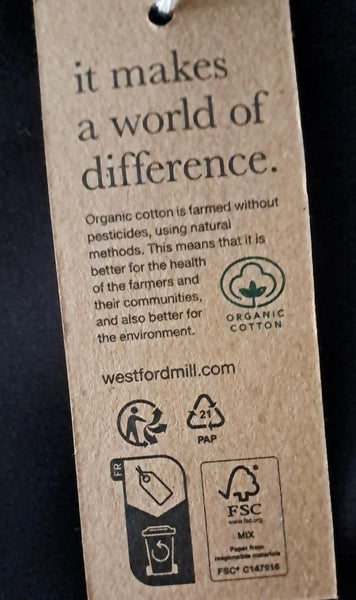 it makes
a world of
difference.
Organic cotton is farmed without
pesticides, using natural
methods. This means that it is
better for the health
of the farmers and
their communities,
and also better for
the environment.
ORGANIC
COTTON
westfordmill.com
21
PAP
FR
FSC
www.fsc.org
MIX
Paper from
responsible materials
FSC® C147916